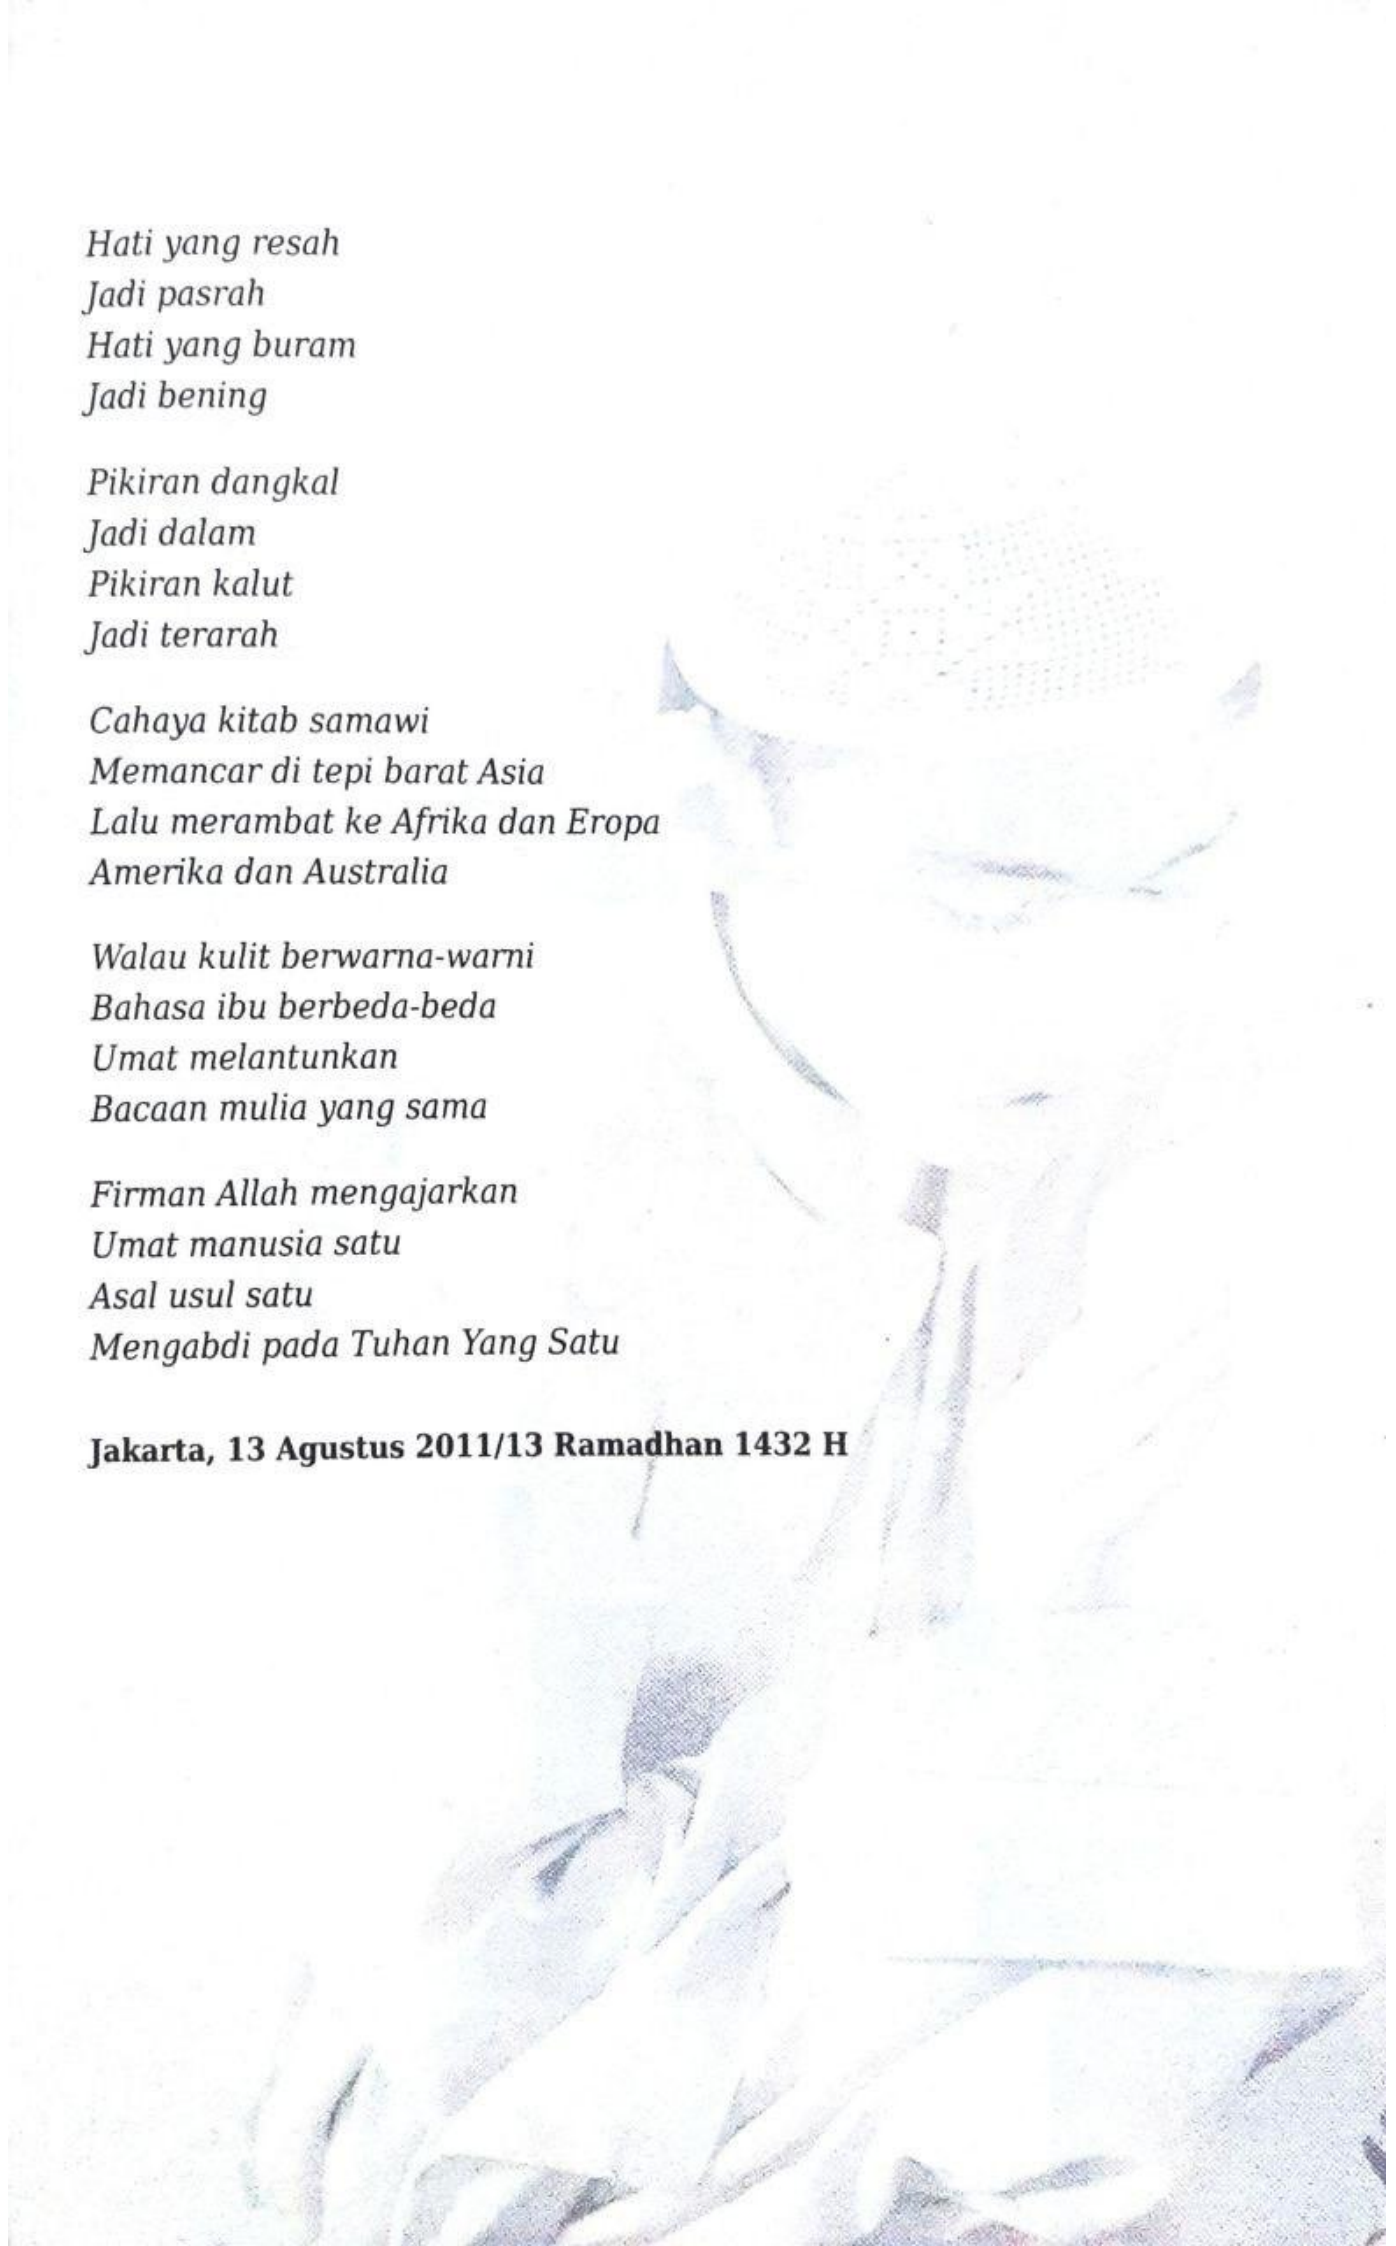 Hati yang resah
Jadi pasrah
Hati yang buram
Jadi bening
Pikiran dangkal
Jadi dalam
Pikiran kalut
Jadi terarah
Cahaya kitab samawi
Memancar di tepi barat Asia
Lalu merambat ke Afrika dan Eropa
Amerika dan Australia
Walau kulit berwarna-warni
Bahasa ibu berbeda-beda
Umat melantunkan
Bacaan mulia yang sama
Firman Allah mengajarkan
Umat manusia satu
Asal usul satu
Mengabdi pada Tuhan Yang Satu
Jakarta, 13 Agustus 2011/13 Ramadhan 1432 H